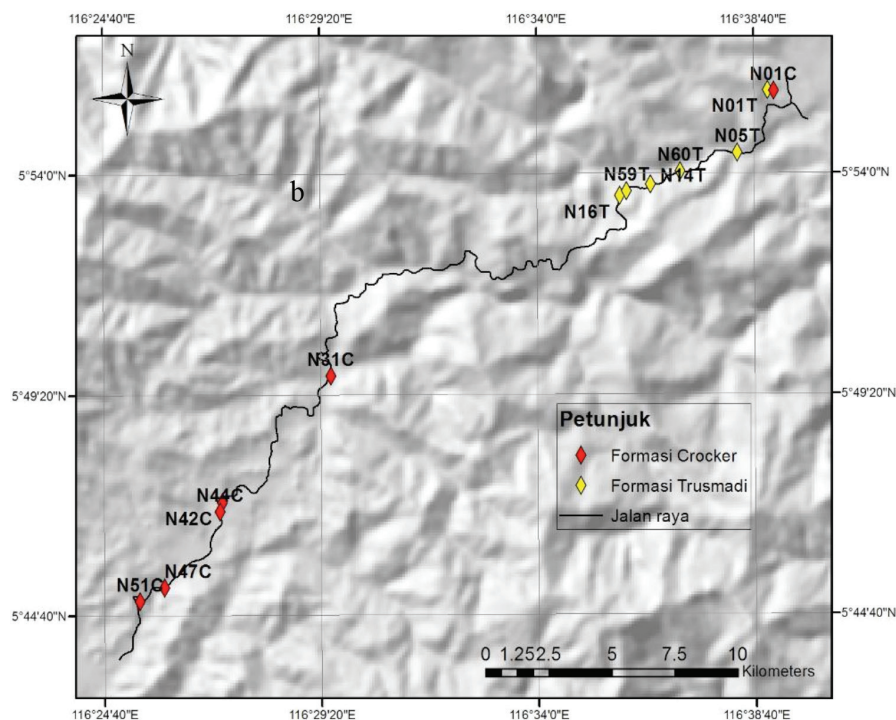 116°24'40"E 116°29'20"E 116°34'0"E 116°38'40"E
N
N01C
N01T
N05T
5°54'0"N
N60T
5°54'0"N
N59T
N14T
b
N16T
N31C
5°49'20"N
5°49'20"N
Petunjuk
Formasi Crocker
Formasi Trusmadi
Jalan raya
N44C
N42C
N47C
N51C
5°44'40"N
5°44'40"N
0 1.252.5 5 7.5 10
Kilometers
116°24'40"E 116°29'20"E 116°34'0"E 116°38'40"E